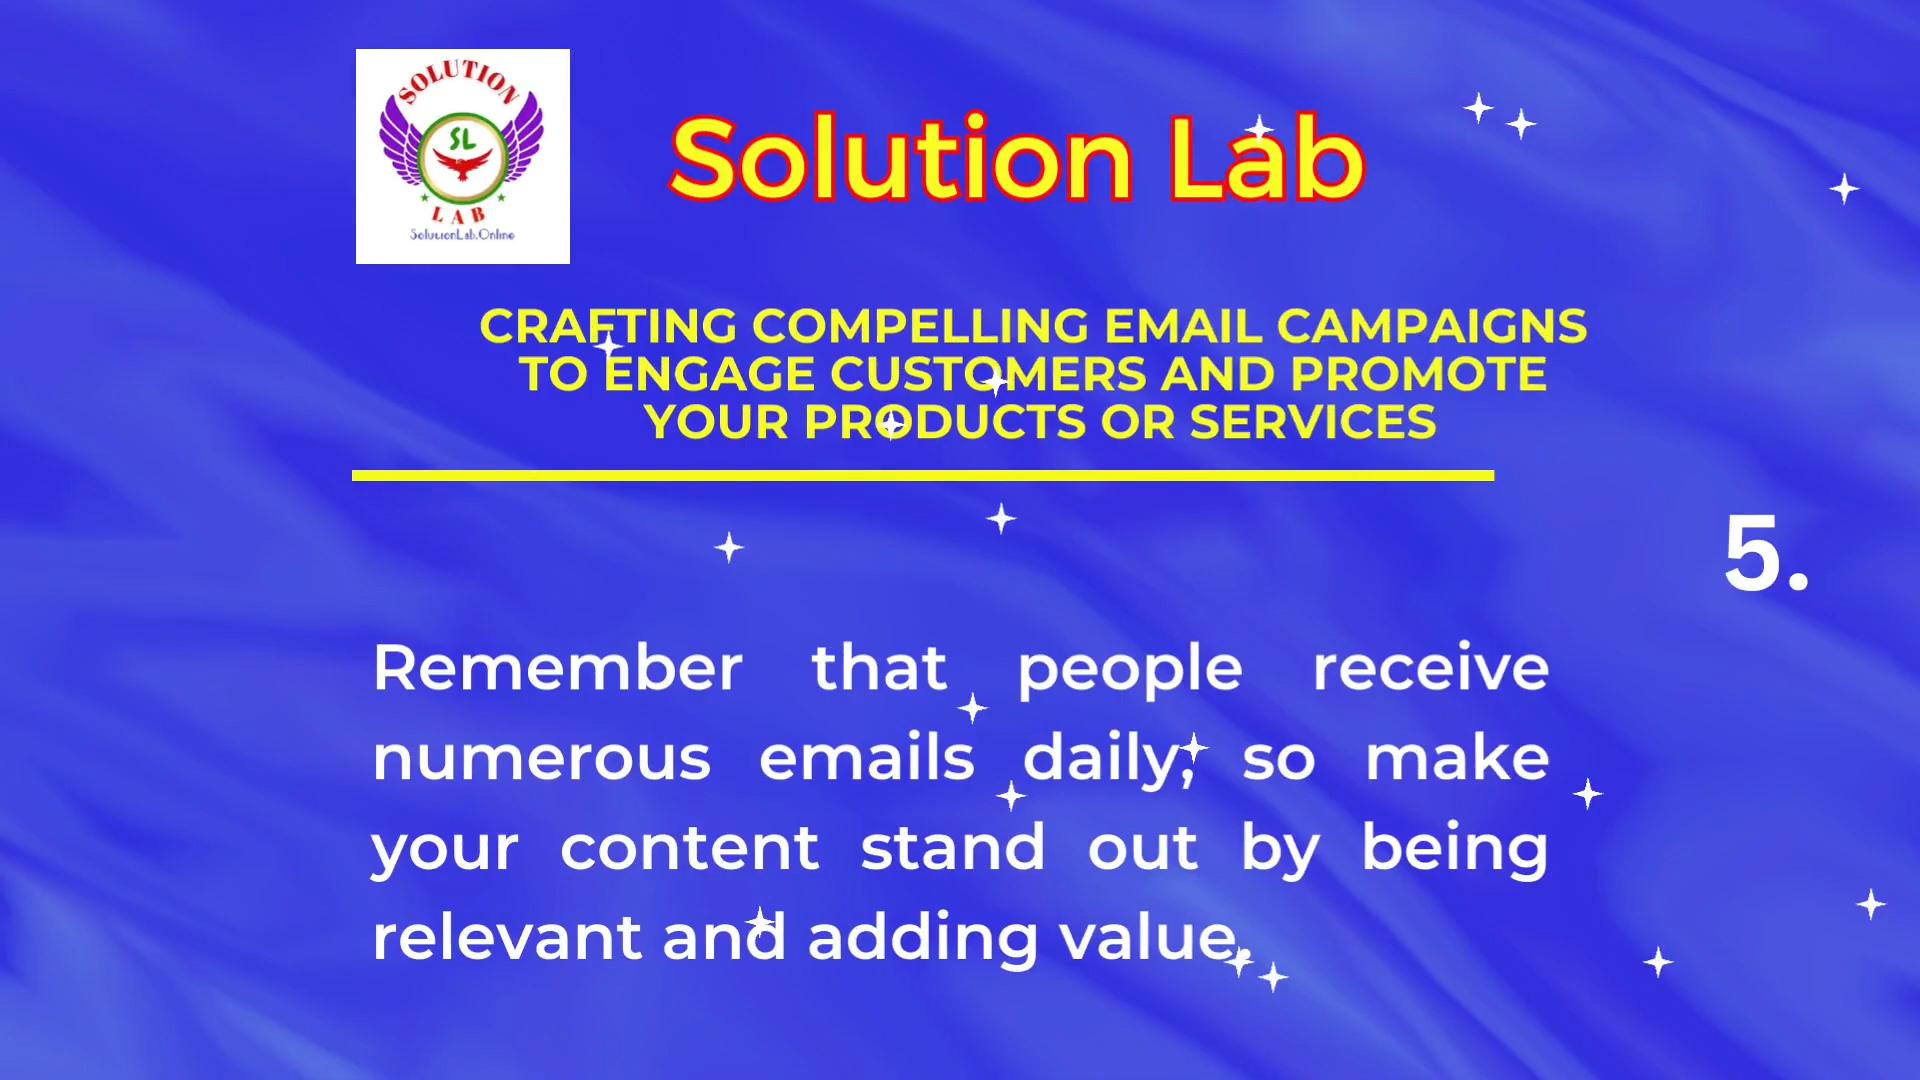 SOLUTION
SL
LAB
SolutionLab.Online
Solution Lab
CRAFTING COMPELLING EMAIL CAMPAIGNS
TO ENGAGE CUSTOMERS AND PROMOTE
YOUR PRODUCTS OR SERVICES
5.
Remember that people receive
numerous emails daily, so make
your content stand out by being
relevant and adding value.